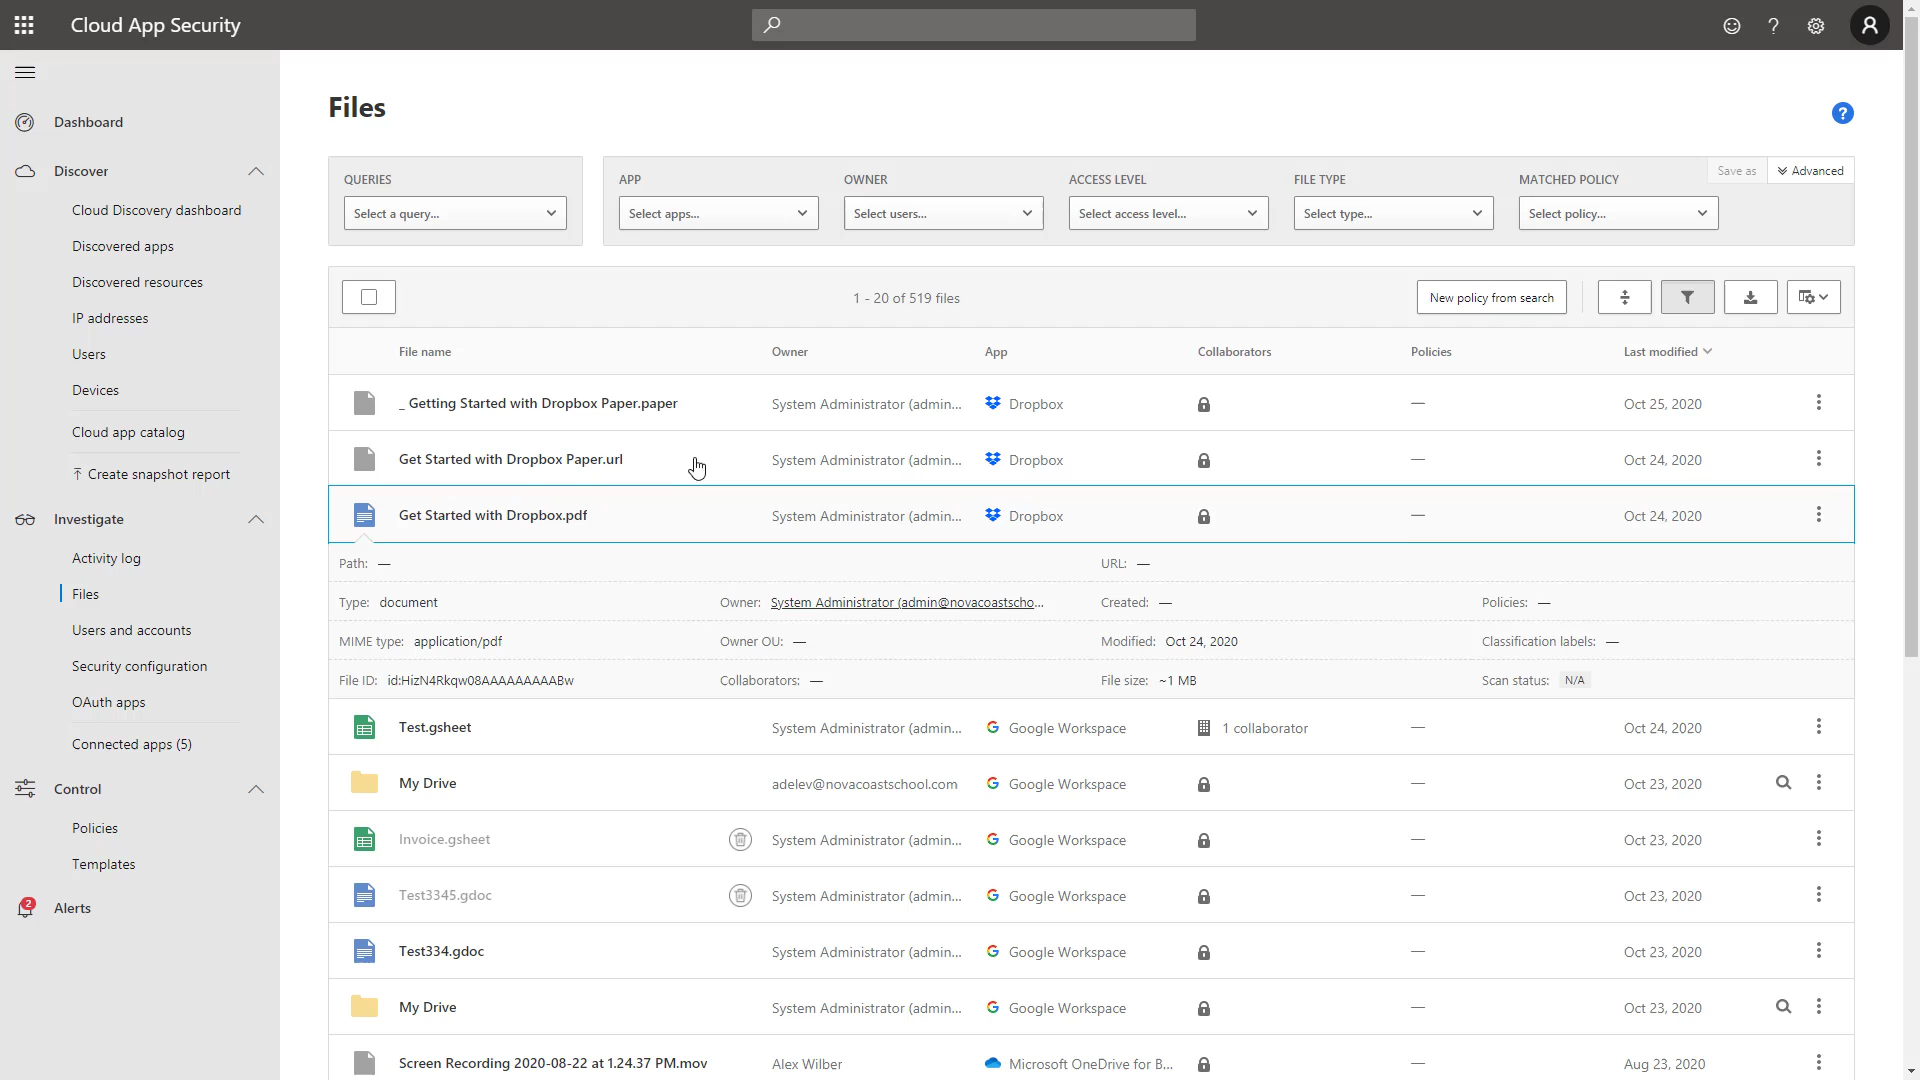 Cloud App Security
Dashboard
Discover
Cloud Discovery dashboard
Discovered apps
Discovered resources
IP addresses
Users
Devices
Cloud app catalog
Create snapshot report
Investigate
Activity log
Files
Users and accounts
Security configuration
OAuth apps
Connected apps (5)
Control
Policies
Templates
2
Alerts
Files
?
QUERIES
Select a query...
APP
Select apps...
OWNER
Select users...
ACCESS LEVEL
Select access level...
FILE TYPE
Select type...
MATCHED POLICY
Select policy...
Save as
Advanced
1 - 20 of 519 files
New policy from search
File name Owner App Collaborators Policies Last modified
_ Getting Started with Dropbox Paper.paper System Administrator (admin... Dropbox — Oct 25, 2020
Get Started with Dropbox Paper.url System Administrator (admin... Dropbox — Oct 24, 2020
Get Started with Dropbox.pdf System Administrator (admin... Dropbox — Oct 24, 2020
Path: — URL: —
Type: document Owner: System Administrator (admin@novacoastscho... Created: — Policies: —
MIME type: application/pdf Owner OU: — Modified: Oct 24, 2020 Classification labels: —
File ID: id:HizN4Rkqw08AAAAAAAAABw Collaborators: — File size: ~1 MB Scan status: N/A
Test.gsheet System Administrator (admin... Google Workspace 1 collaborator — Oct 24, 2020
My Drive adelev@novacoastschool.com Google Workspace — Oct 23, 2020
Invoice.gsheet System Administrator (admin... Google Workspace — Oct 23, 2020
Test3345.gdoc System Administrator (admin... Google Workspace — Oct 23, 2020
Test334.gdoc System Administrator (admin... Google Workspace — Oct 23, 2020
My Drive System Administrator (admin... Google Workspace — Oct 23, 2020
Screen Recording 2020-08-22 at 1.24.37 PM.mov Alex Wilber Microsoft OneDrive for B... — Aug 23, 2020